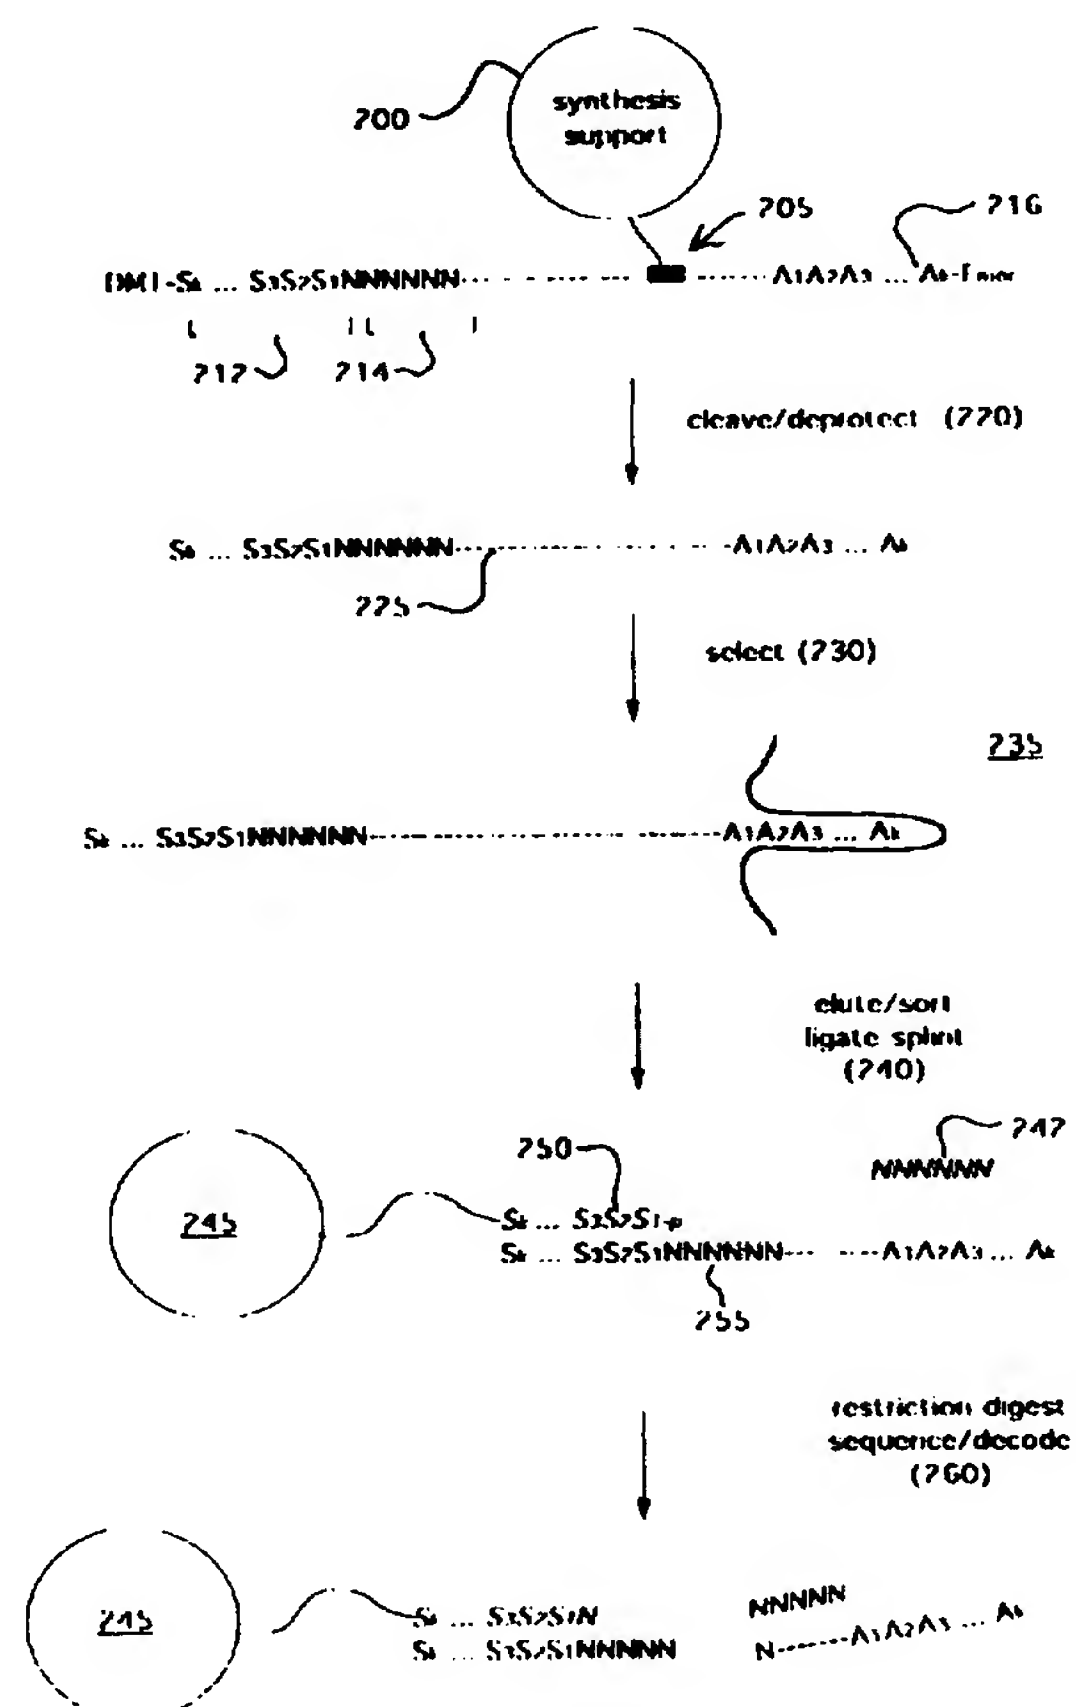 synthesis
support
200
205
216
DMT-Sk ... S3S2S1NNNNNN A1A2A3 ... Ak-Fmoc
212 214
cleave/deprotect (220)
Sk ... S3S2S1NNNNNN A1A2A3 ... Ak
225
select (230)
235
Sk ... S3S2S1NNNNNN A1A2A3 ... Ak
elute/sort
ligate splint
(240)
250
242
NNNNNN
245
Sk ... S3S2S1-p
Sk ... S3S2S1NNNNNN A1A2A3 ... Ak
255
restriction digest
sequence/decode
(260)
245
Sk ... S3S2S1N
NNNNN
Sk ... S3S2S1NNNNN
N A1A2A3 ... Ak